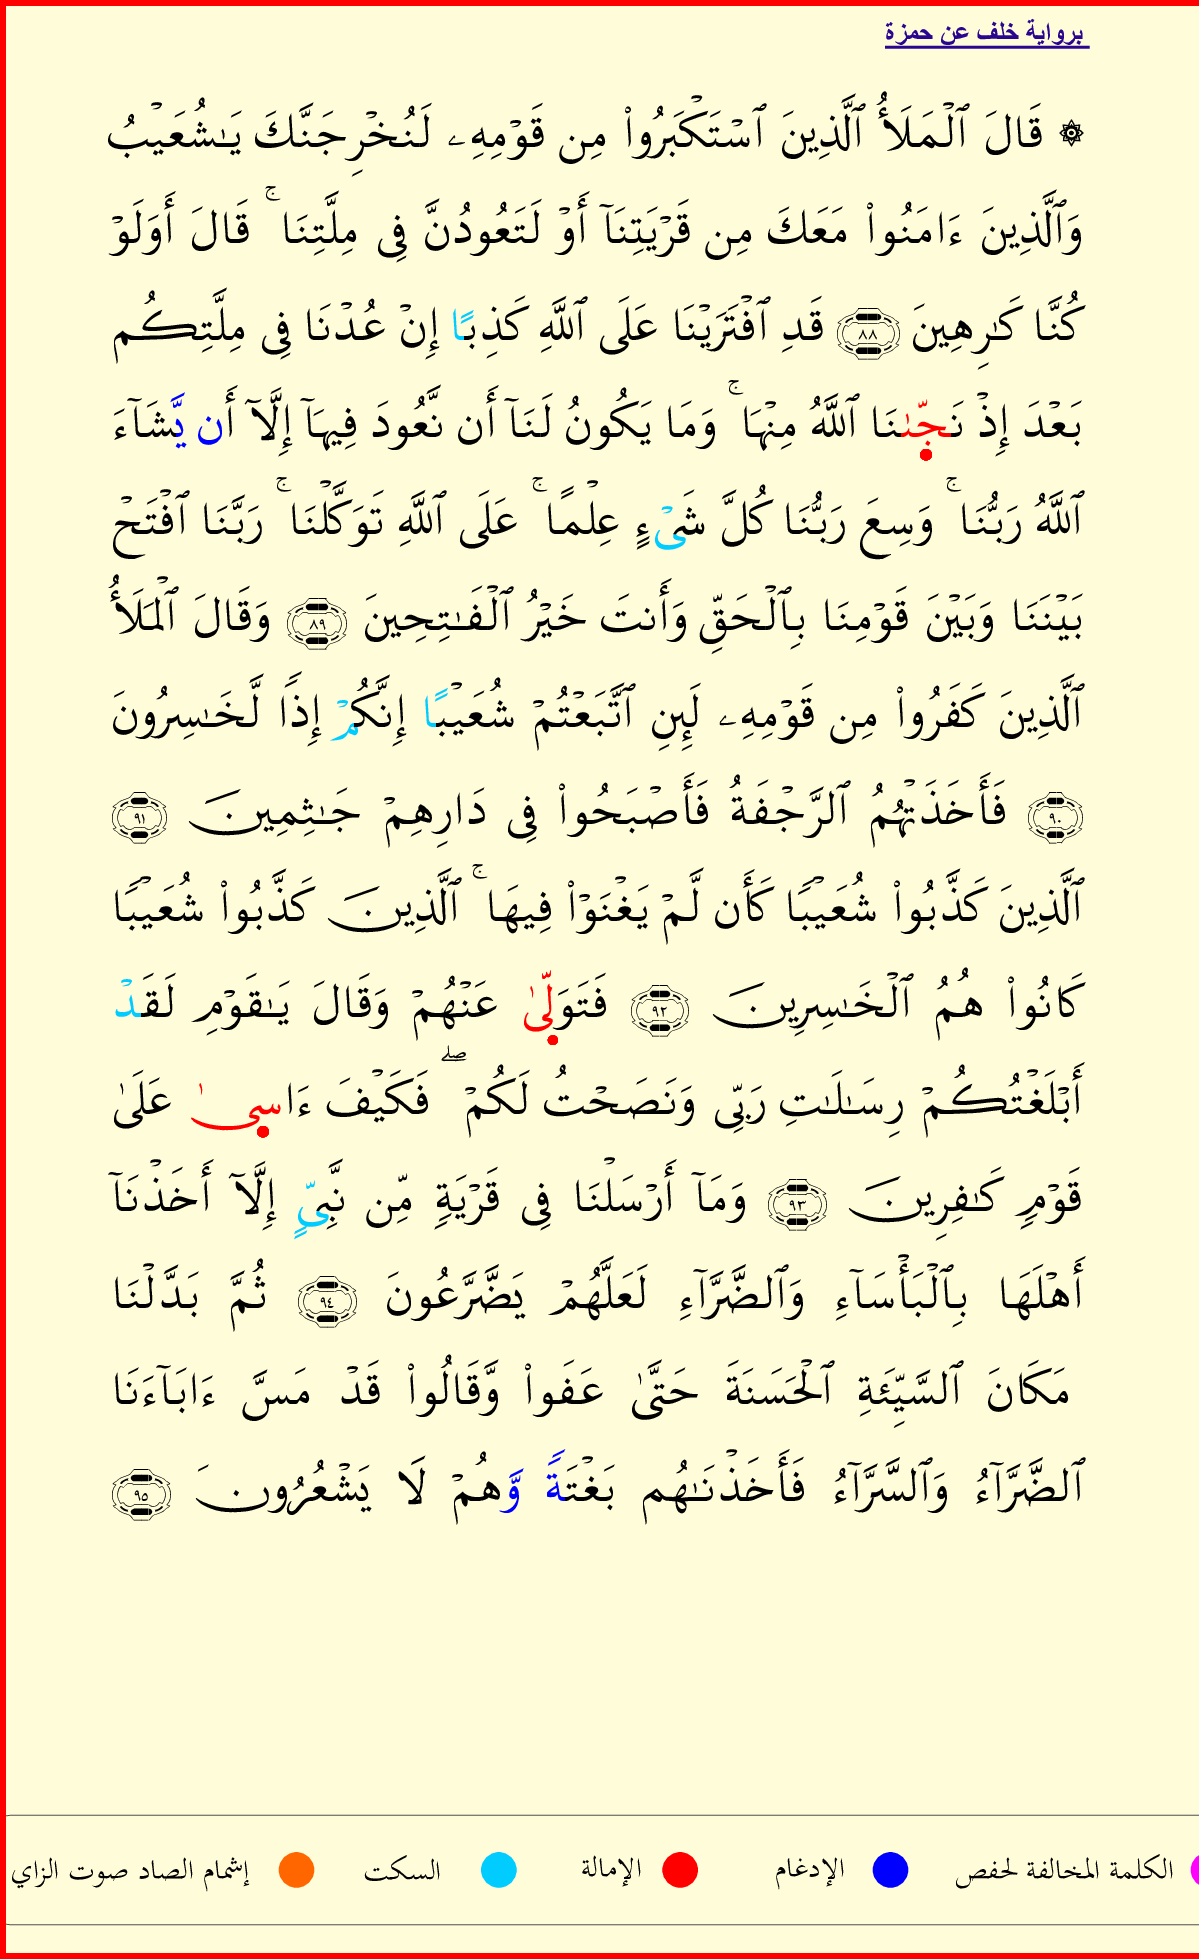 برواية خلف عن حمزة
۞ قَالَ ٱلْمَلَأُ ٱلَّذِينَ ٱسْتَكْبَرُوا۟ مِن قَوْمِهِۦ لَنُخْرِجَنَّكَ يَـٰشُعَيْبُ
وَٱلَّذِينَ ءَامَنُوا۟ مَعَكَ مِن قَرْيَتِنَآ أَوْ لَتَعُودُنَّ فِى مِلَّتِنَا ۚ قَالَ أَوَلَوْ
كُنَّا كَـٰرِهِينَ ٨٨ قَدِ ٱفْتَرَيْنَا عَلَى ٱللَّهِ كَذِبًا إِنْ عُدْنَا فِى مِلَّتِكُم
بَعْدَ إِذْ نَجَّىٰنَا ٱللَّهُ مِنْهَا ۚ وَمَا يَكُونُ لَنَآ أَن نَّعُودَ فِيهَآ إِلَّآ أَن يَّشَآءَ
ٱللَّهُ رَبُّنَا ۚ وَسِعَ رَبُّنَا كُلَّ شَىْءٍ عِلْمًا ۚ عَلَى ٱللَّهِ تَوَكَّلْنَا ۚ رَبَّنَا ٱفْتَحْ
بَيْنَنَا وَبَيْنَ قَوْمِنَا بِٱلْحَقِّ وَأَنتَ خَيْرُ ٱلْفَـٰتِحِينَ ٨٩ وَقَالَ ٱلْمَلَأُ
ٱلَّذِينَ كَفَرُوا۟ مِن قَوْمِهِۦ لَئِنِ ٱتَّبَعْتُمْ شُعَيْبًا إِنَّكُمْ إِذًا لَّخَـٰسِرُونَ
٩٠ فَأَخَذَتْهُمُ ٱلرَّجْفَةُ فَأَصْبَحُوا۟ فِى دَارِهِمْ جَـٰثِمِينَ ٩١
ٱلَّذِينَ كَذَّبُوا۟ شُعَيْبًا كَأَن لَّمْ يَغْنَوْا۟ فِيهَا ۚ ٱلَّذِينَ كَذَّبُوا۟ شُعَيْبًا
كَانُوا۟ هُمُ ٱلْخَـٰسِرِينَ ٩٢ فَتَوَلَّىٰ عَنْهُمْ وَقَالَ يَـٰقَوْمِ لَقَدْ
أَبْلَغْتُكُمْ رِسَـٰلَـٰتِ رَبِّى وَنَصَحْتُ لَكُمْ ۖ فَكَيْفَ ءَاسَىٰ عَلَىٰ
قَوْمٍ كَـٰفِرِينَ ٩٣ وَمَآ أَرْسَلْنَا فِى قَرْيَةٍ مِّن نَّبِىٍّ إِلَّآ أَخَذْنَآ
أَهْلَهَا بِٱلْبَأْسَآءِ وَٱلضَّرَّآءِ لَعَلَّهُمْ يَضَّرَّعُونَ ٩٤ ثُمَّ بَدَّلْنَا
مَكَانَ ٱلسَّيِّئَةِ ٱلْحَسَنَةَ حَتَّىٰ عَفَوا۟ وَّقَالُوا۟ قَدْ مَسَّ ءَابَآءَنَا
ٱلضَّرَّآءُ وَٱلسَّرَّآءُ فَأَخَذْنَـٰهُم بَغْتَةً وَّهُمْ لَا يَشْعُرُونَ ٩٥
الكلمة المخالفة لحفص الإدغام الإمالة السكت إشمام الصاد صوت الزاي